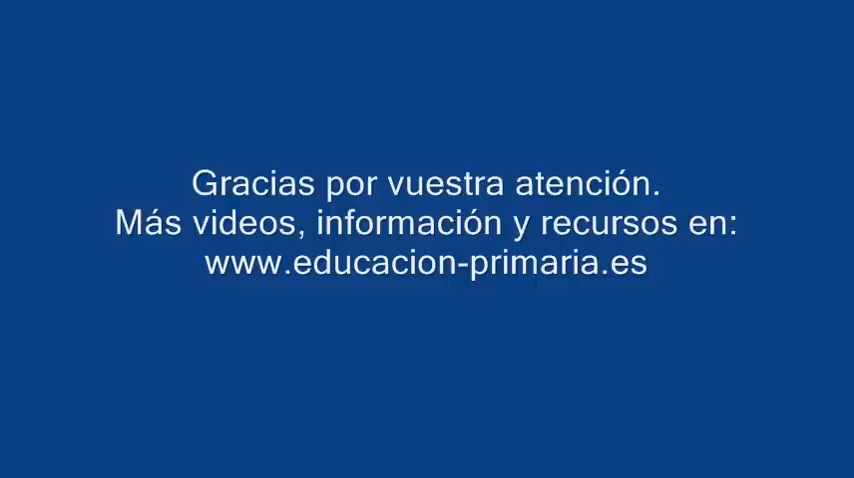 Gracias por vuestra atención.
Más videos, información y recursos en:
www.educacion-primaria.es